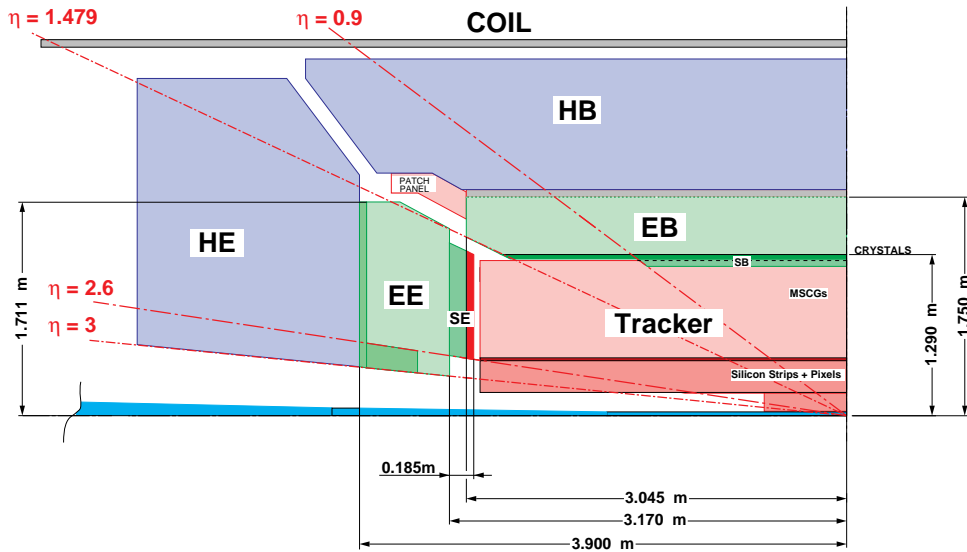 η = 1.479
η = 0.9
COIL
HB
PATCH
PANEL
HE
EB
CRYSTALS
SB
η = 2.6
EE
MSCGs
SE
Tracker
η = 3
1.711 m
1.290 m
1.750 m
Silicon Strips + Pixels
0.185m
3.045 m
3.170 m
3.900 m